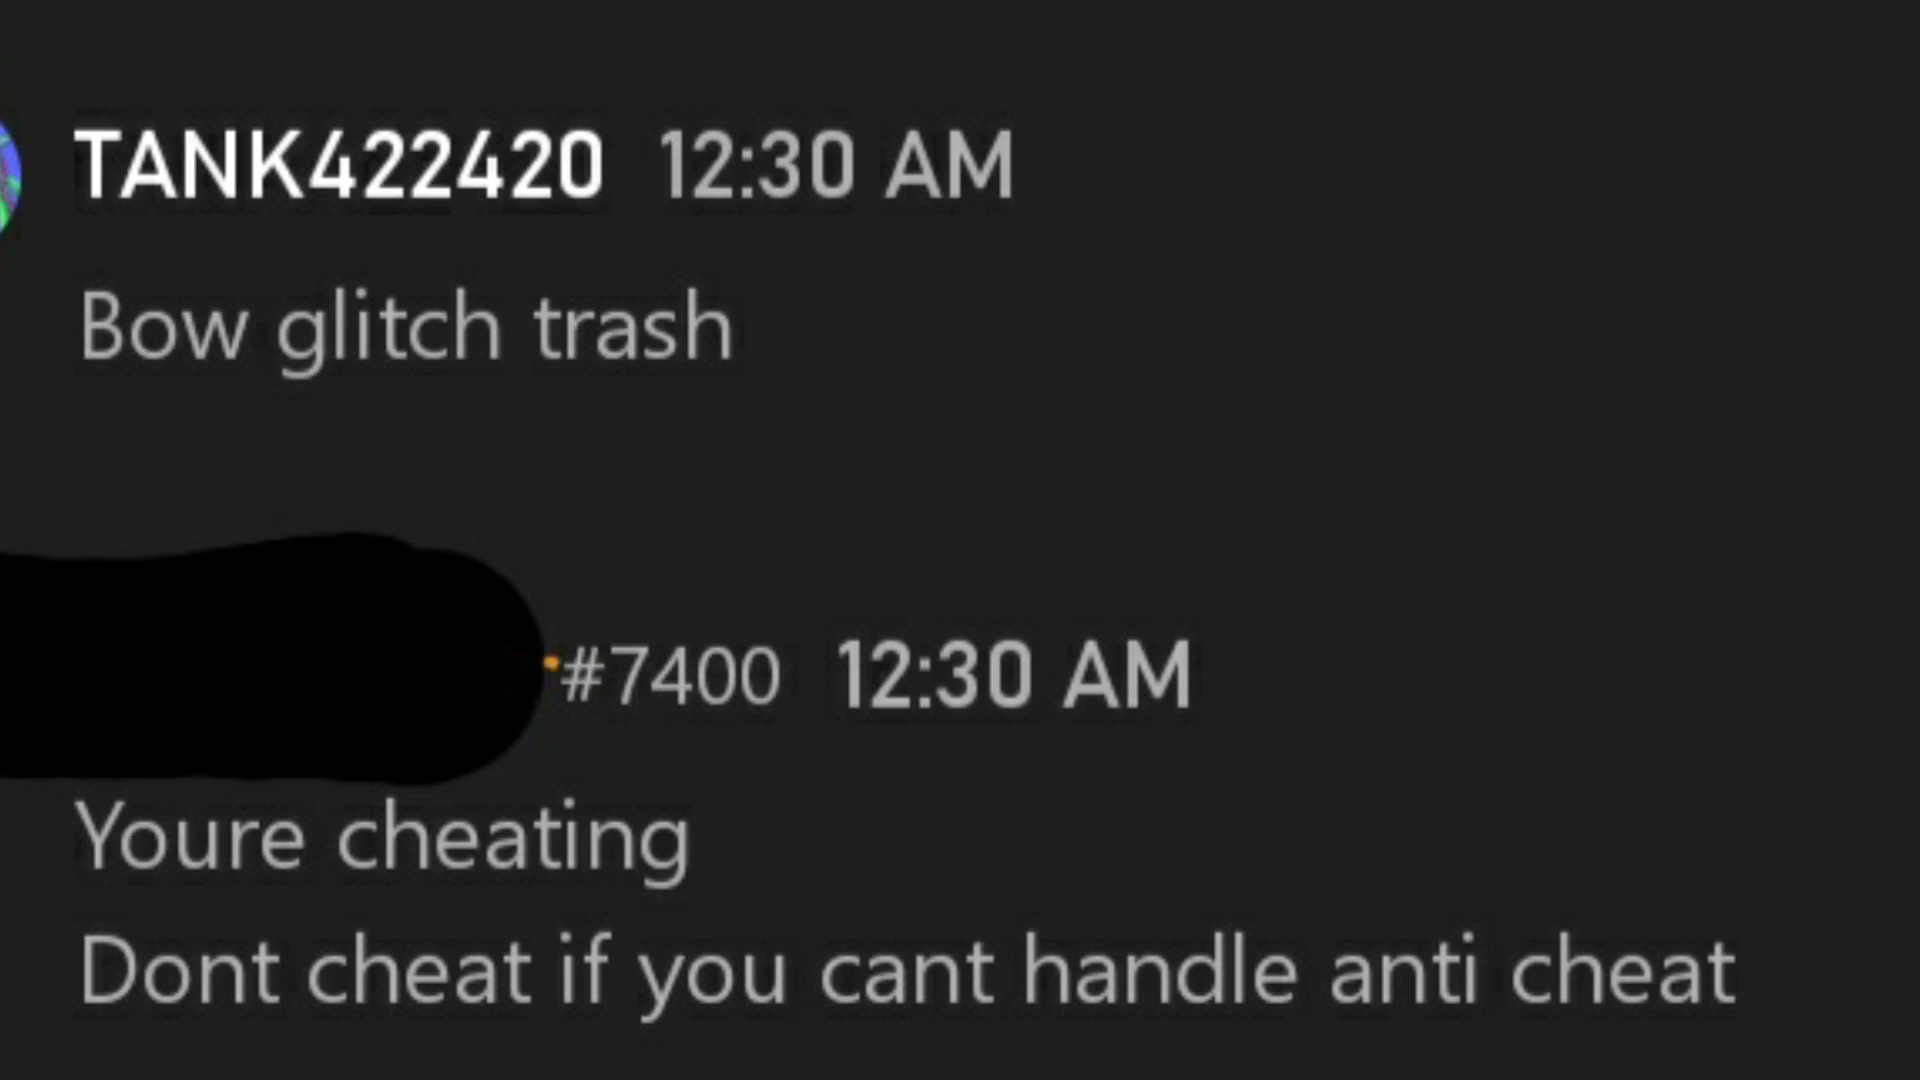 TANK422420 12:30 AM
Bow glitch trash
#7400 12:30 AM
Youre cheating
Dont cheat if you cant handle anti cheat